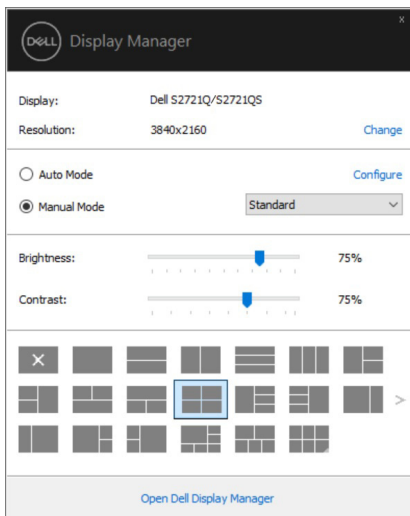 x
DELL Display Manager
Display: Dell S2721Q/S2721QS
Resolution: 3840x2160 Change
Auto Mode Configure
Manual Mode Standard
Brightness: 75%
Contrast: 75%
Open Dell Display Manager